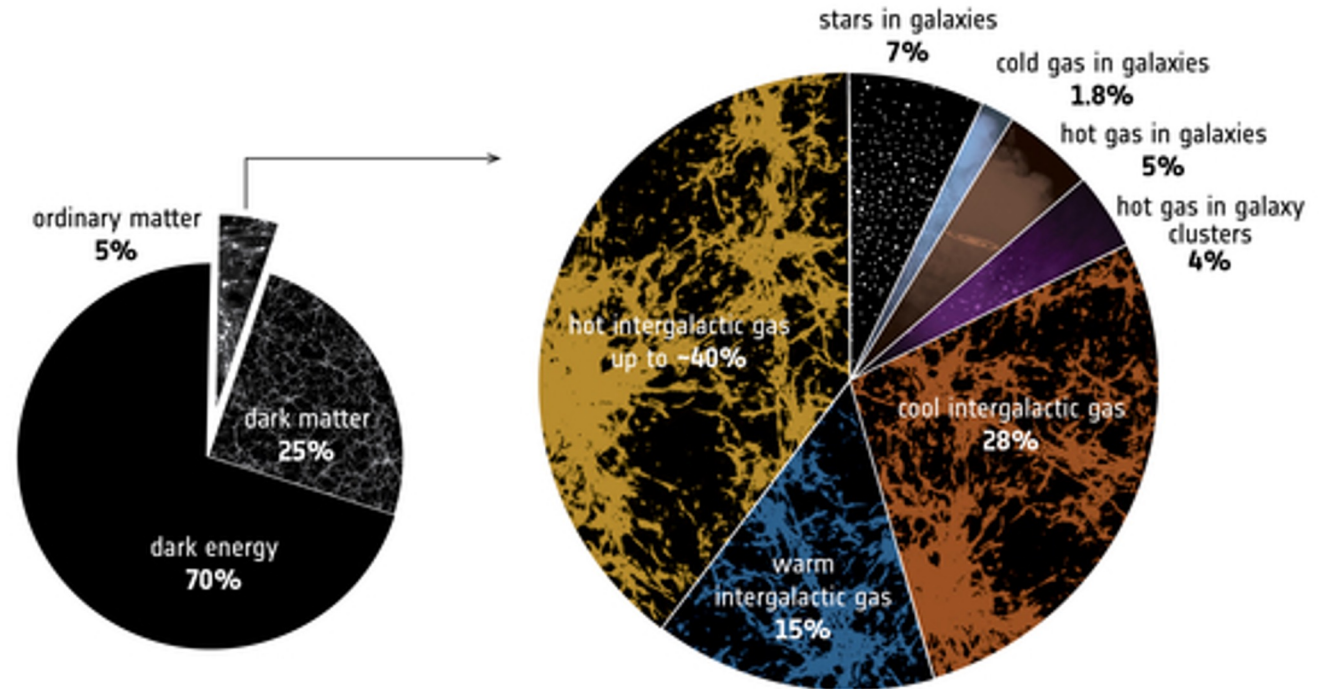 ordinary matter
5%
dark matter
25%
dark energy
70%
stars in galaxies
7%
cold gas in galaxies
1.8%
hot gas in galaxies
5%
hot gas in galaxy
clusters
4%
hot intergalactic gas
up to ~40%
cool intergalactic gas
28%
warm
intergalactic gas
15%